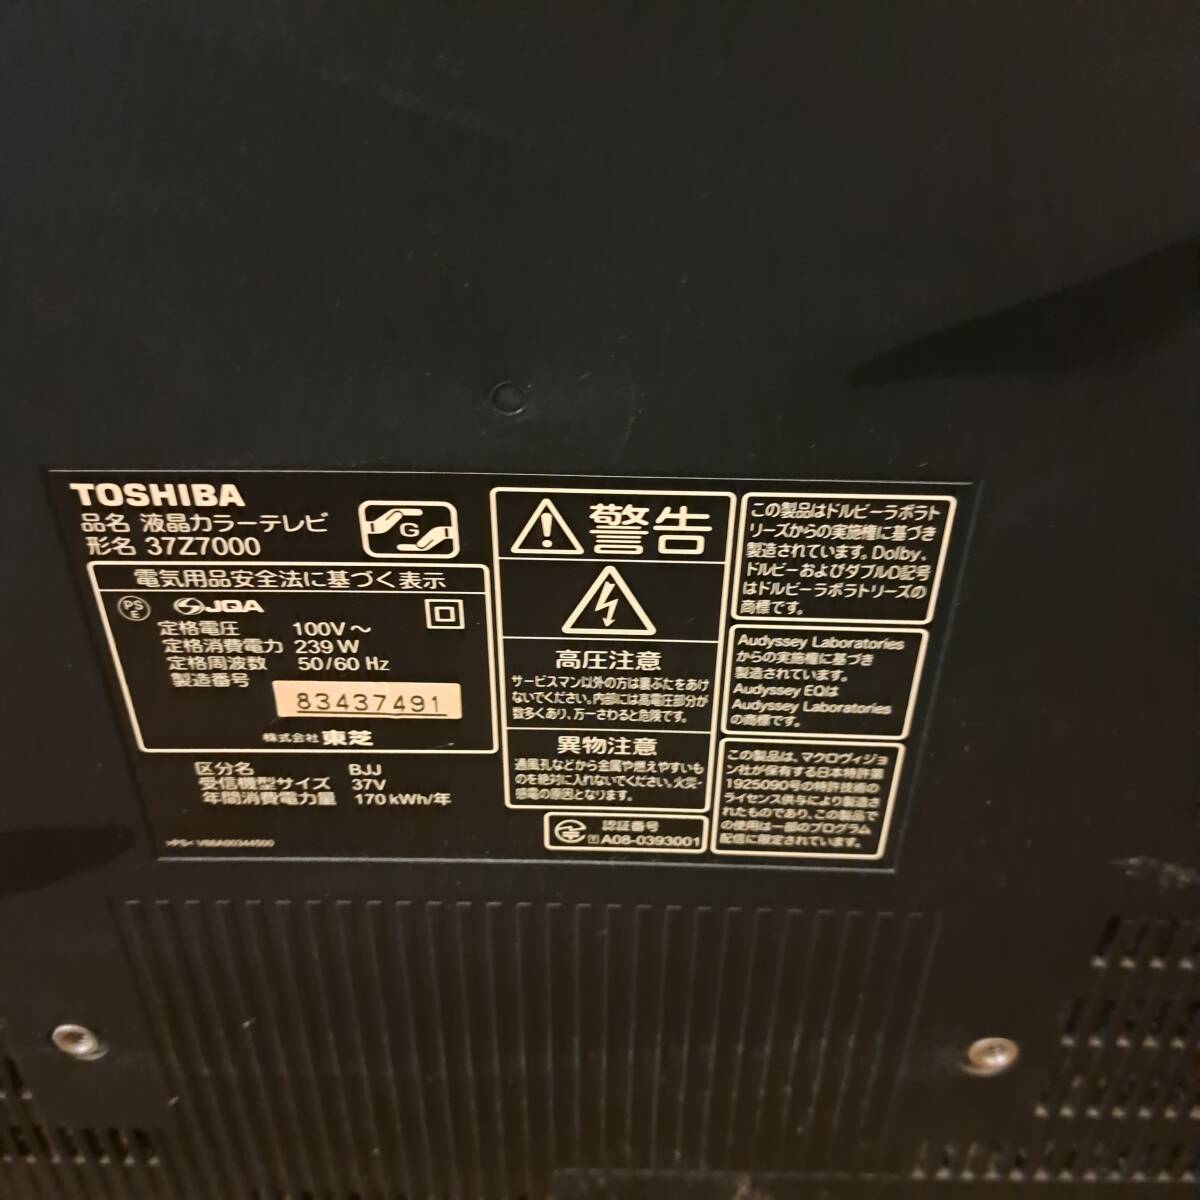 TOSHIBA
品名 液晶カラーテレビ
形名 37Z7000
G
電気用品安全法に基づく表示
PS
E
JQA
定格電圧 100V～
定格消費電力 239 W
定格周波数 50/60 Hz
製造番号
83437491
株式会社 東芝
区分名 BJJ
受信機型サイズ 37V
年間消費電力量 170 kWh/年
>PS< V66A00344500
警告
高圧注意
サービスマン以外の方は裏ぶたをあけ
ないでください。内部には高電圧部分が
数多くあり、万一さわると危険です。
異物注意
通風孔などから金属や燃えやすいも
のを絶対に入れないでください。火災・
感電の原因となります。
認証番号
T A08-0393001
この製品はドルビーラボラト
リーズからの実施権に基づき
製造されています。Dolby、
ドルビーおよびダブルD記号
はドルビーラボラトリーズの
商標です。
Audyssey Laboratories
からの実施権に基づき
製造されています。
Audyssey EQは
Audyssey Laboratories
の商標です。
この製品は、マクロヴィジョ
ン社が保有する日本特許第
1925090号の特許技術の
ライセンス供与により製造さ
れたものであり、この製品で
の使用は一部のプログラム
配信に限定されています。